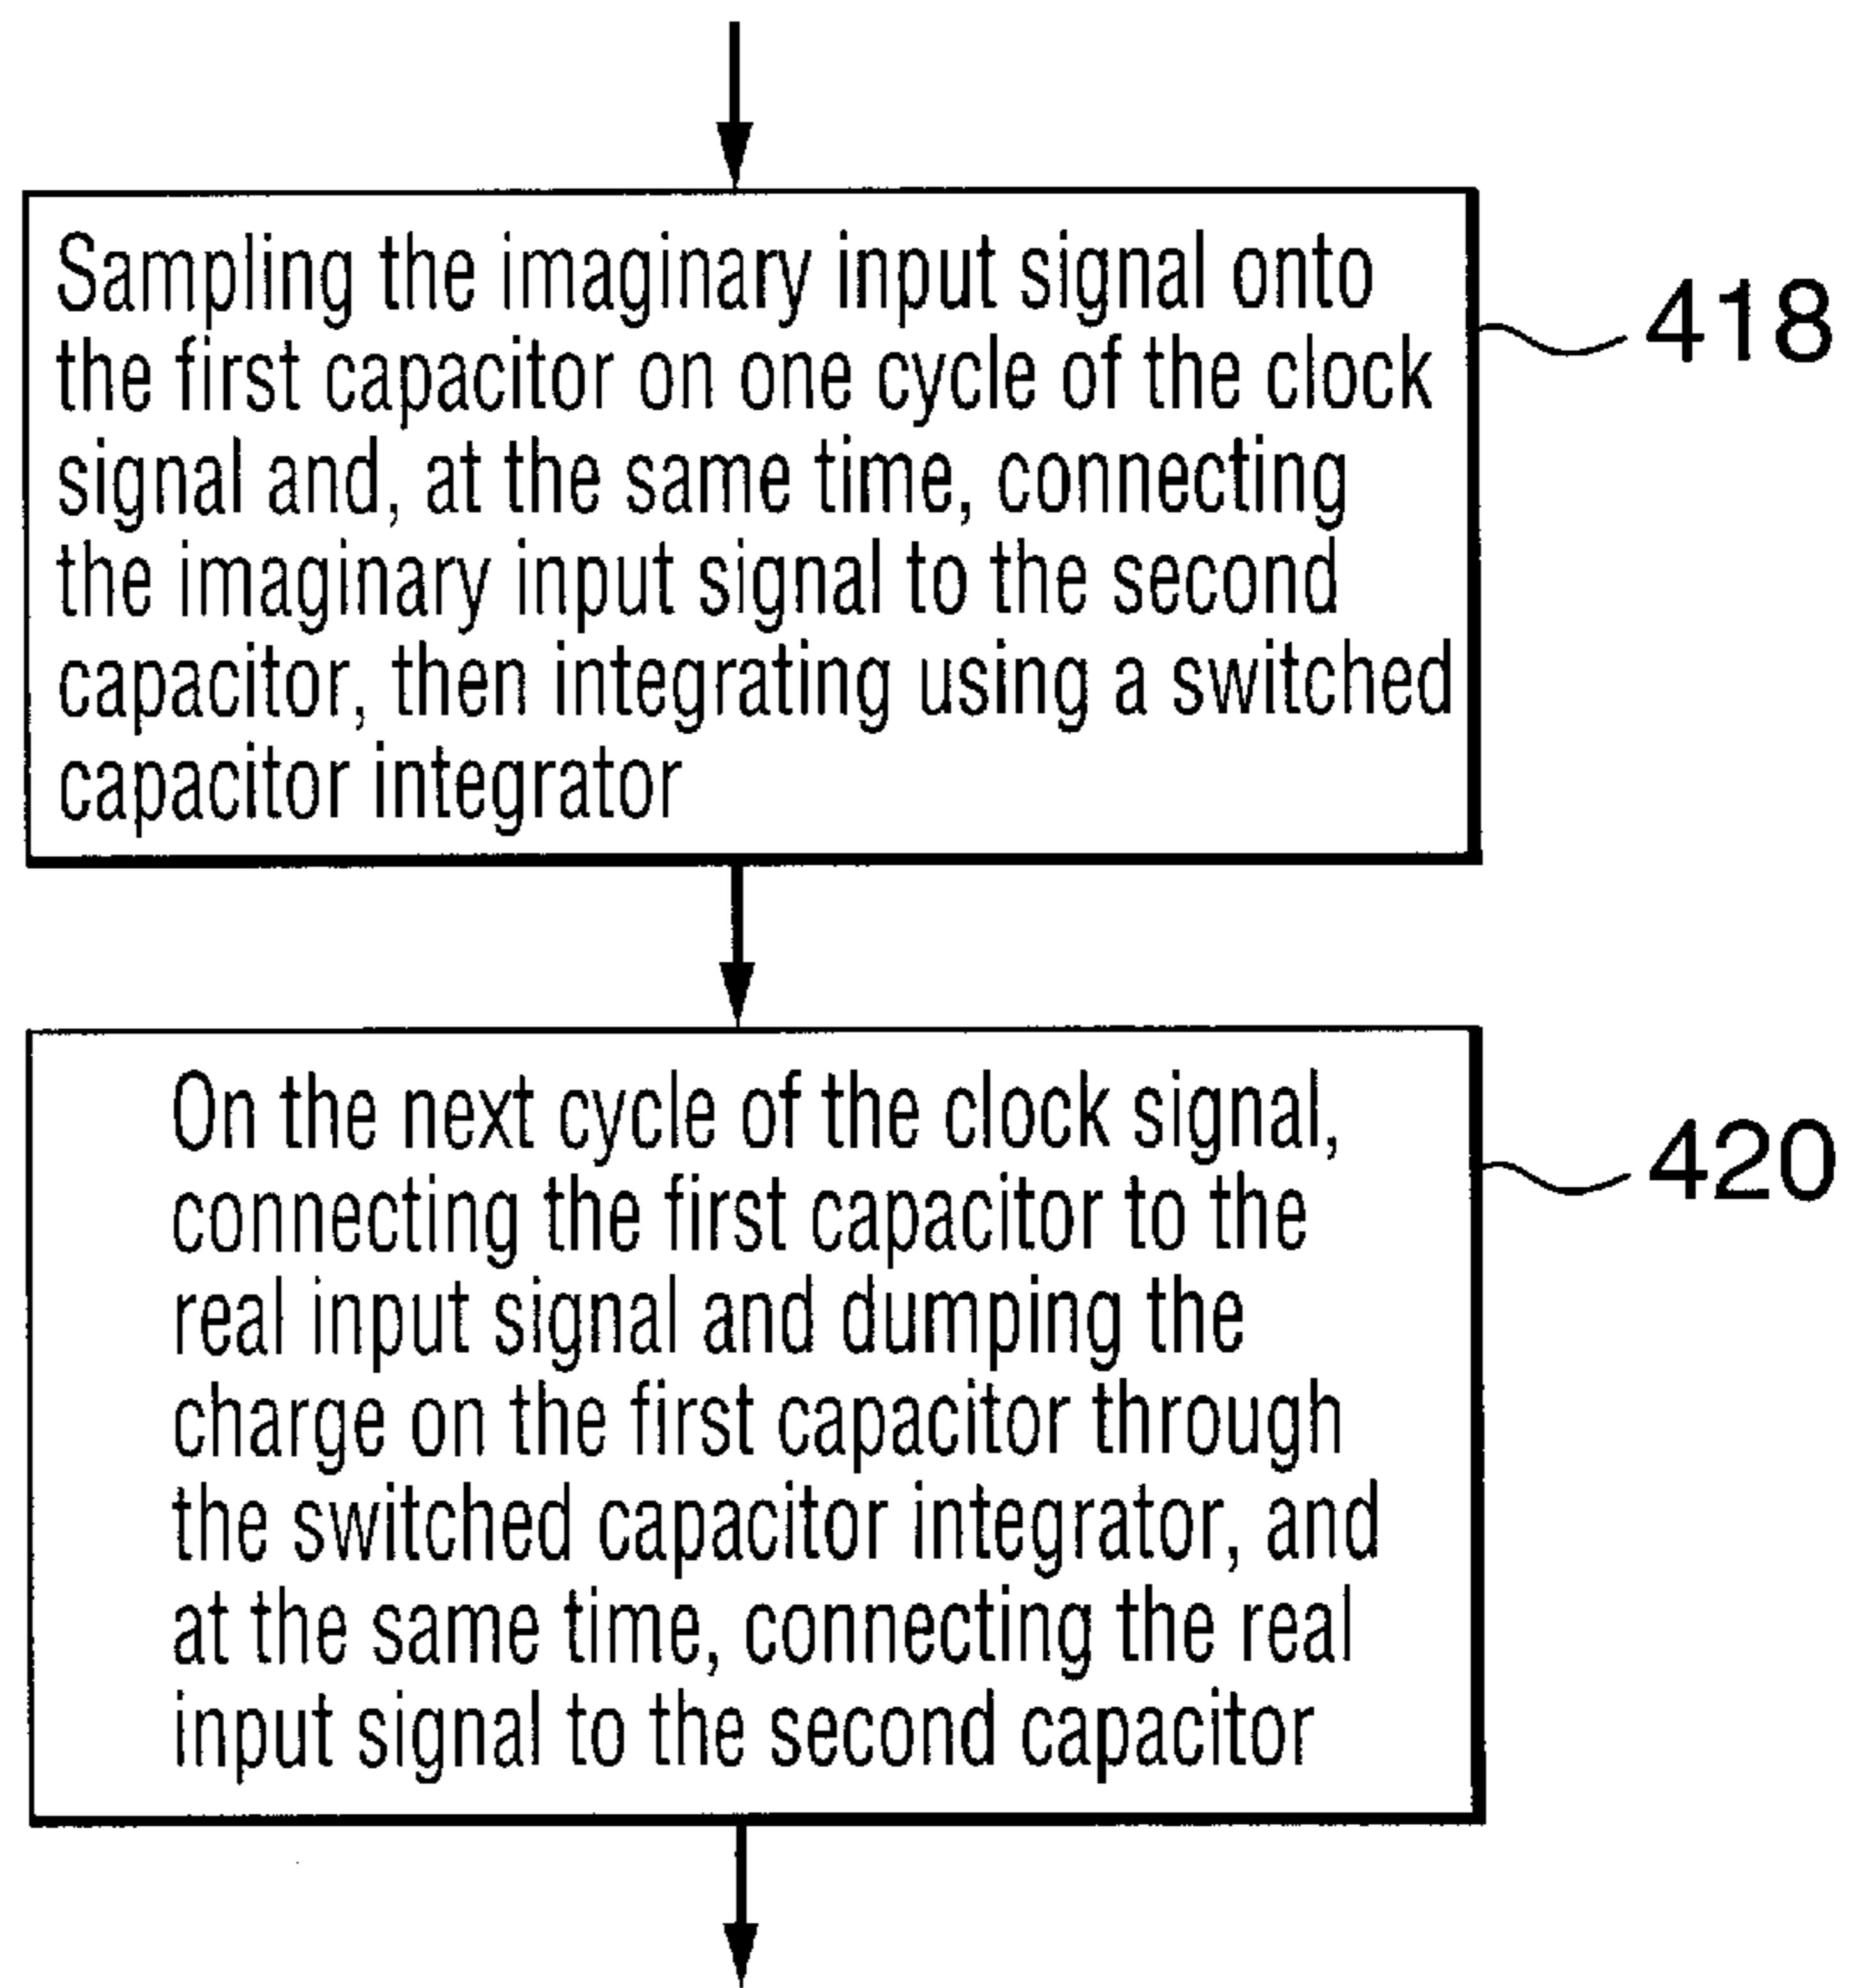 Sampling the imaginary input signal onto
the first capacitor on one cycle of the clock
signal and, at the same time, connecting
the imaginary input signal to the second
capacitor, then integrating using a switched
capacitor integrator
418
On the next cycle of the clock signal,
connecting the first capacitor to the
real input signal and dumping the
charge on the first capacitor through
the switched capacitor integrator, and
at the same time, connecting the real
input signal to the second capacitor
420